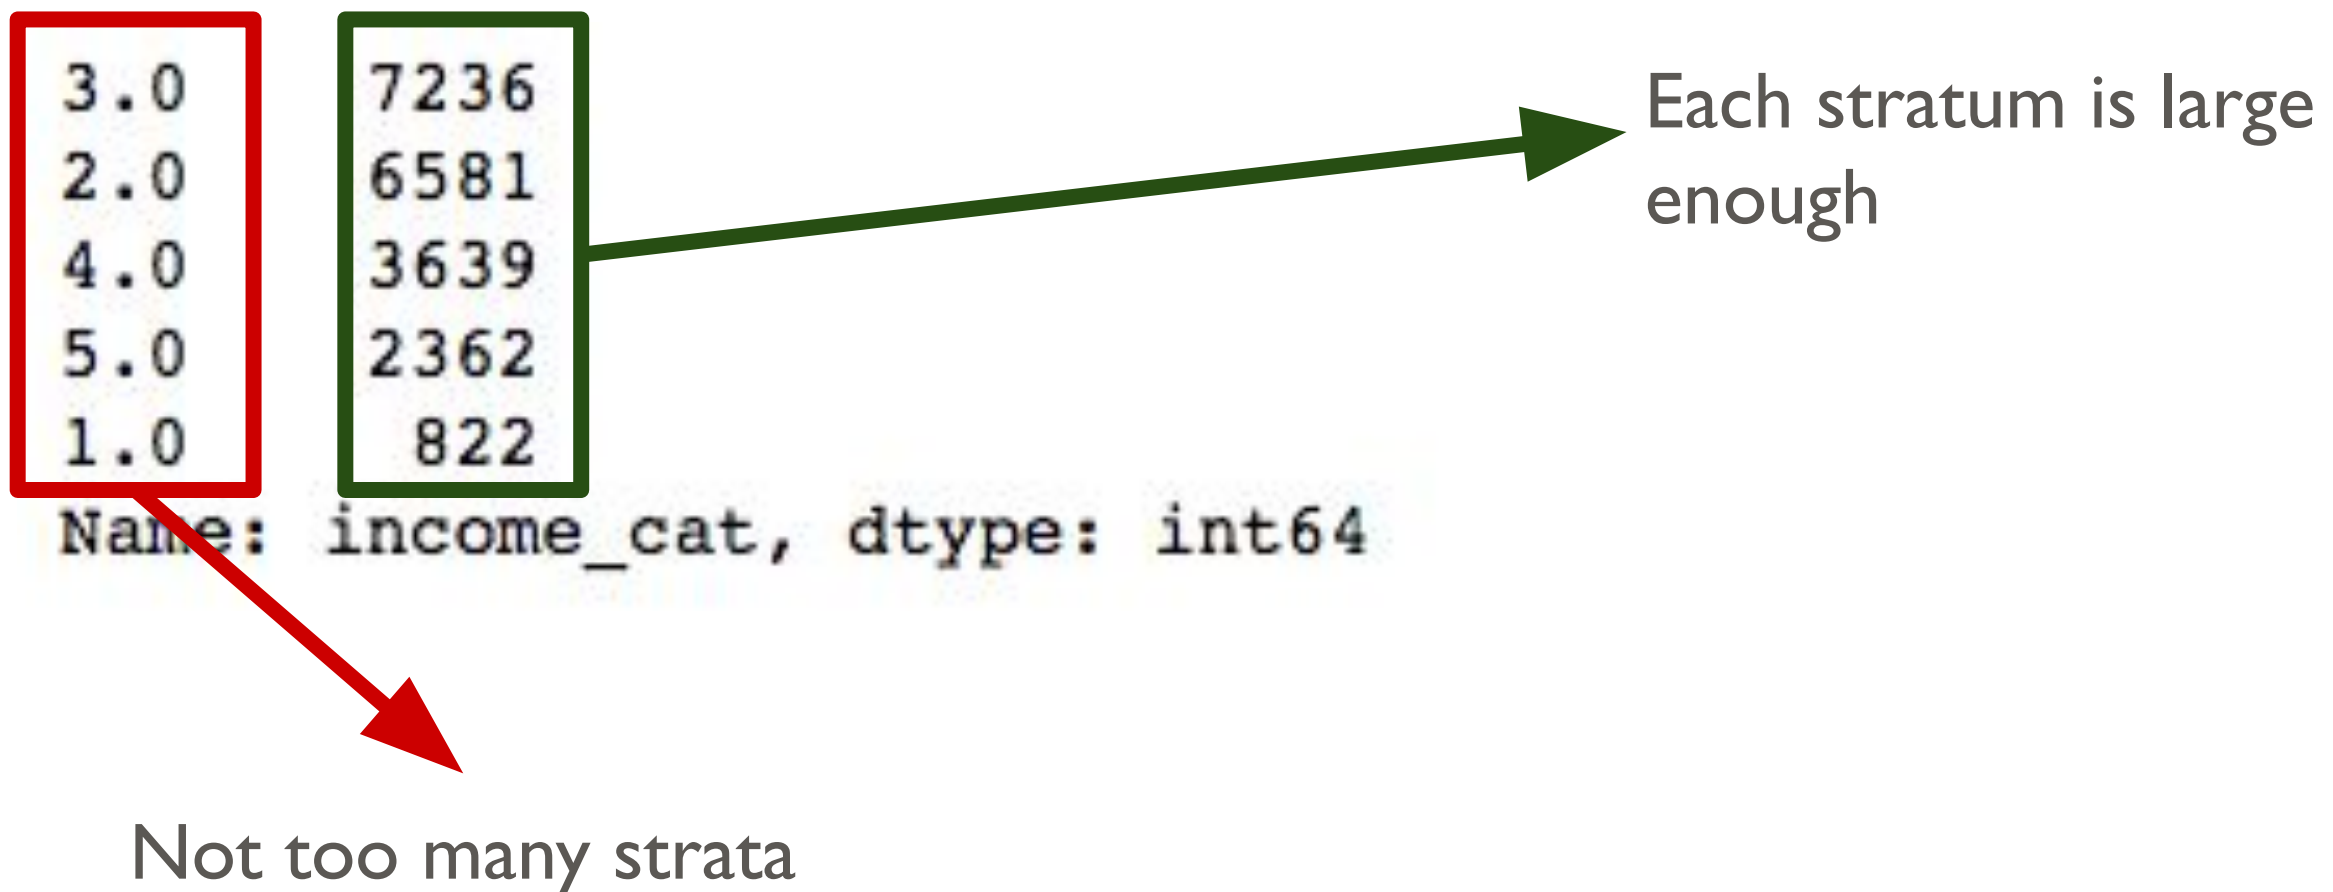 3.0 7236
2.0 6581
4.0 3639
5.0 2362
1.0 822
Name: income_cat, dtype: int64
Each stratum is large
enough
Not too many strata